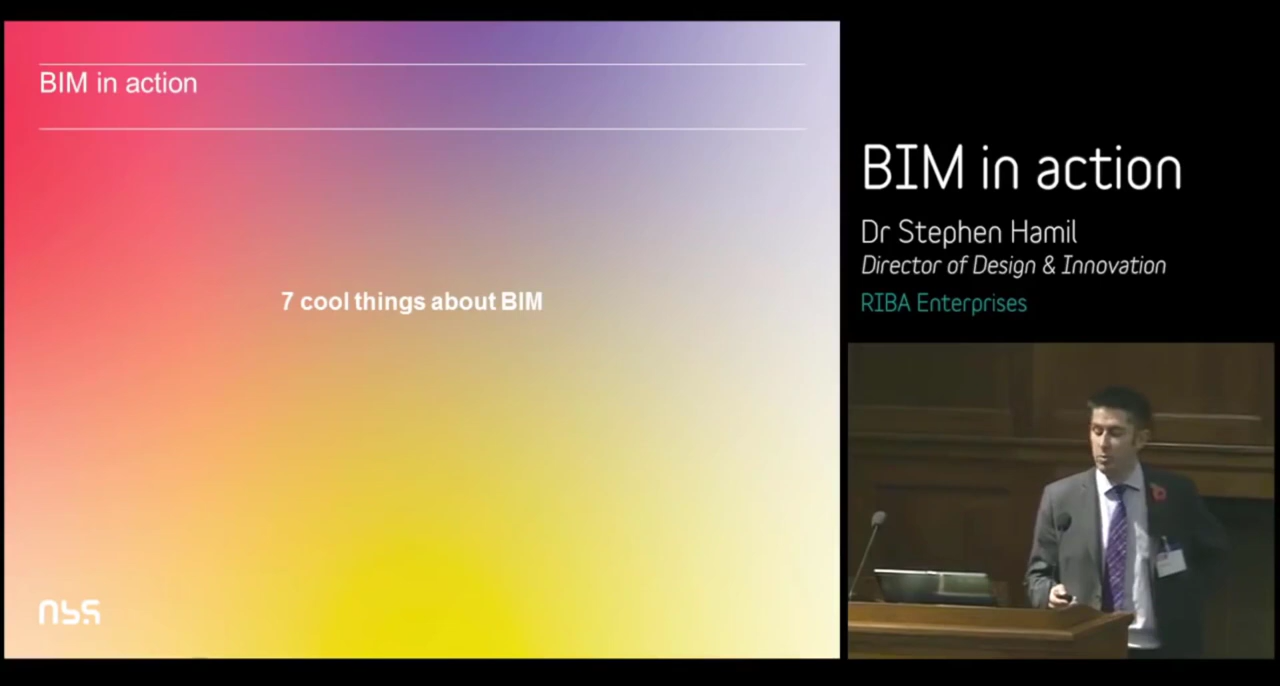 BIM in action
7 cool things about BIM
nbs
BIM in action
Dr Stephen Hamil
Director of Design & Innovation
RIBA Enterprises